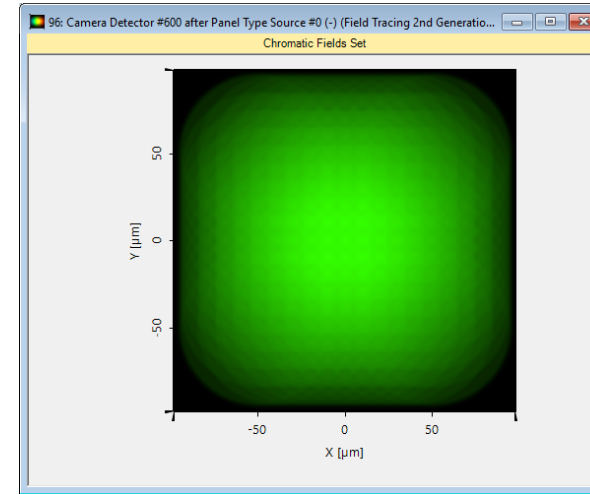 96: Camera Detector #600 after Panel Type Source #0 (-) (Field Tracing 2nd Generatio...
Chromatic Fields Set
50
0
-50
Y [µm]
-50 0 50
X [µm]